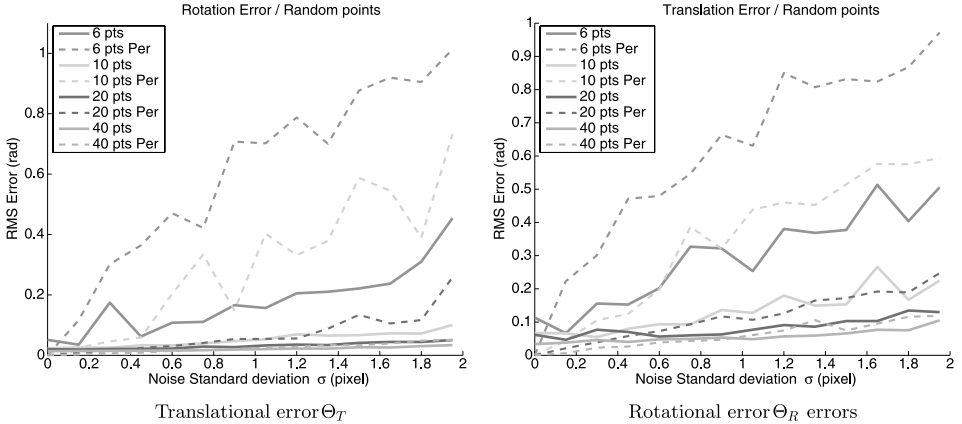 Rotation Error / Random points
6 pts
6 pts Per
10 pts
10 pts Per
20 pts
20 pts Per
40 pts
40 pts Per
1
0.8
0.6
0.4
0.2
0
RMS Error (rad)
0 0.2 0.4 0.6 0.8 1 1.2 1.4 1.6 1.8 2
Noise Standard deviation σ (pixel)
Translational error Θ_T
Translation Error / Random points
6 pts
6 pts Per
10 pts
10 pts Per
20 pts
20 pts Per
40 pts
40 pts Per
1
0.9
0.8
0.7
0.6
0.5
0.4
0.3
0.2
0.1
0
RMS Error (rad)
0 0.2 0.4 0.6 0.8 1 1.2 1.4 1.6 1.8 2
Noise Standard deviation σ (pixel)
Rotational error Θ_R errors